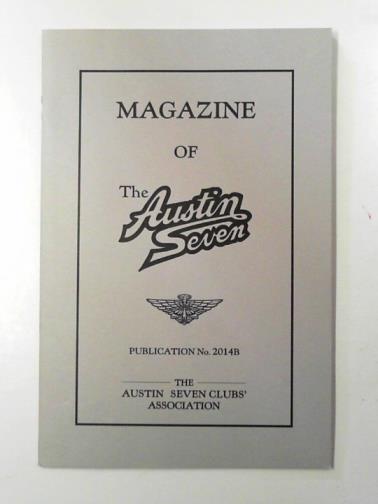 MAGAZINE
OF
The Austin
Seven
PUBLICATION No. 2014B
THE
AUSTIN SEVEN CLUBS'
ASSOCIATION